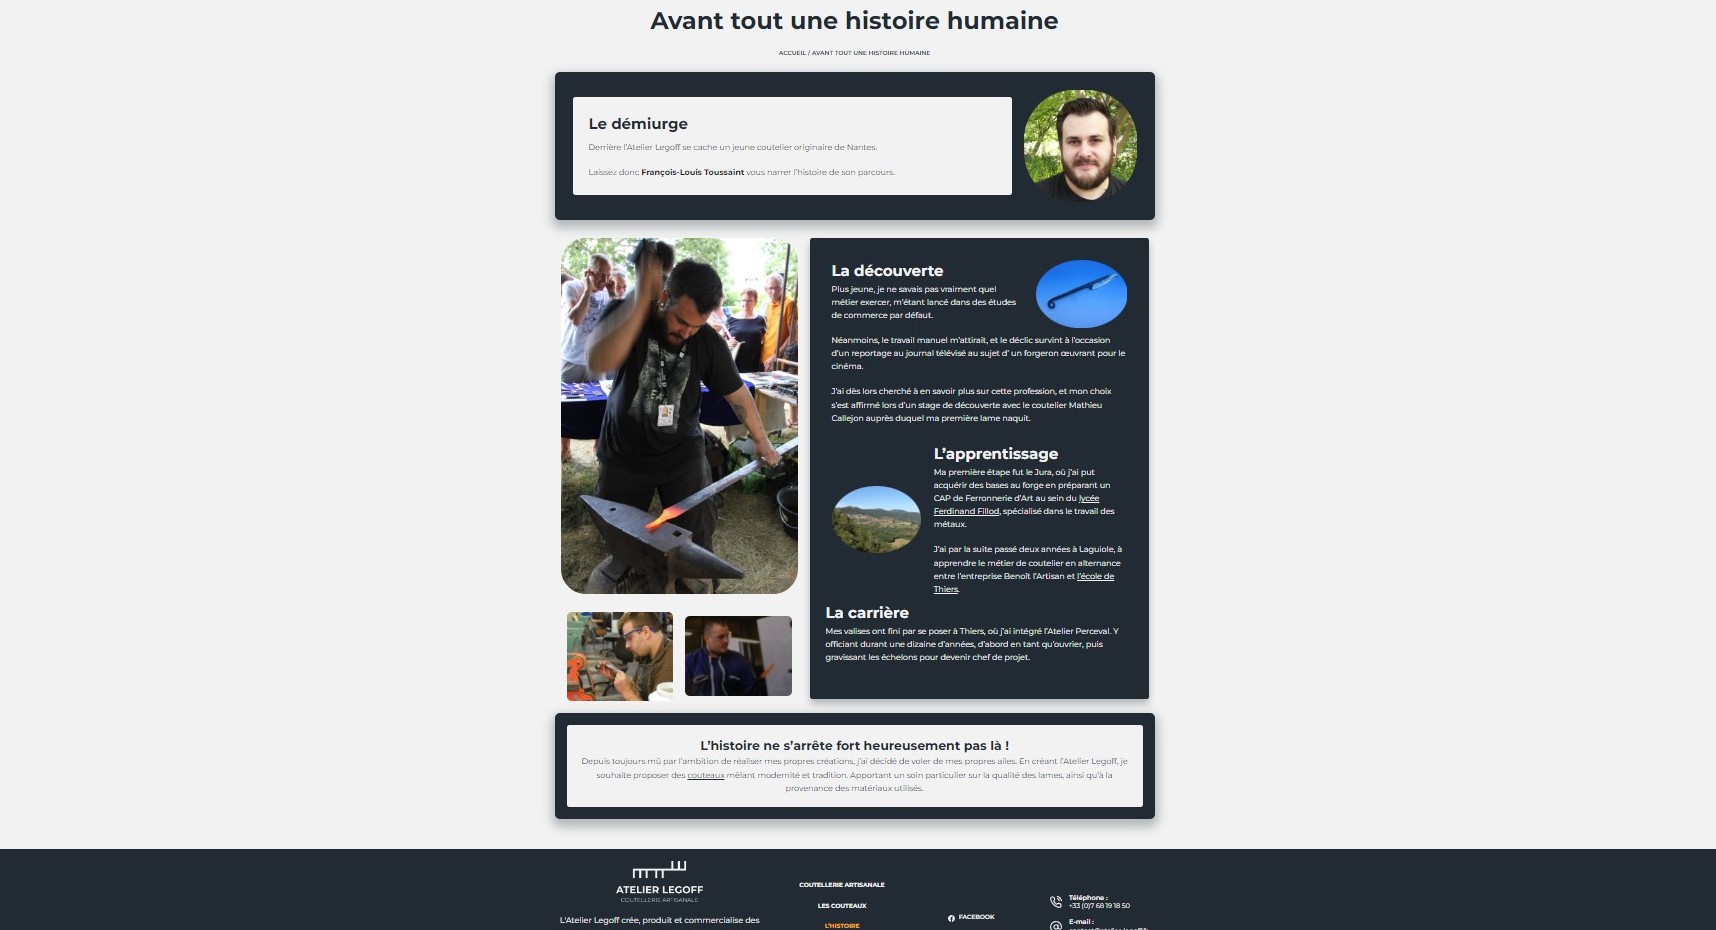 Avant tout une histoire humaine
ACCUEIL / AVANT TOUT UNE HISTOIRE HUMAINE
Le démiurge
Derrière l'Atelier Legoff se cache un jeune coutelier originaire de Nantes.
Laissez donc François-Louis Toussaint vous narrer l'histoire de son parcours.
La découverte
Plus jeune, je ne savais pas vraiment quel
métier exercer, m'étant lancé dans des études
de commerce par défaut.
Néanmoins, le travail manuel m'attirait, et le déclic survint à l'occasion
d'un reportage au journal télévisé au sujet d' un forgeron œuvrant pour le
cinéma.
J'ai dès lors cherché à en savoir plus sur cette profession, et mon choix
s'est affirmé lors d'un stage de découverte avec le coutelier Mathieu
Callejon auprès duquel ma première lame naquit.
L'apprentissage
Ma première étape fut le Jura, où j'ai put
acquérir des bases au forge en préparant un
CAP de Ferronnerie d'Art au sein du lycée
Ferdinand Fillod, spécialisé dans le travail des
métaux.
J'ai par la suite passé deux années à Laguiole, à
apprendre le métier de coutelier en alternance
entre l'entreprise Benoît l'Artisan et l'école de
Thiers.
La carrière
Mes valises ont fini par se poser à Thiers, où j'ai intégré l'Atelier Perceval. Y
officiant durant une dizaine d'années, d'abord en tant qu'ouvrier, puis
gravissant les échelons pour devenir chef de projet.
L'histoire ne s'arrête fort heureusement pas là !
Depuis toujours mû par l'ambition de réaliser mes propres créations, j'ai décidé de voler de mes propres ailes. En créant l'Atelier Legoff, je
souhaite proposer des couteaux mêlant modernité et tradition. Apportant un soin particulier sur la qualité des lames, ainsi qu'à la
provenance des matériaux utilisés.
ATELIER LEGOFF
COUTELLERIE ARTISANALE
L'Atelier Legoff crée, produit et commercialise des
COUTELLERIE ARTISANALE
LES COUTEAUX
L'HISTOIRE
FACEBOOK
Téléphone :
+33 (0)7 68 19 18 50
E-mail :